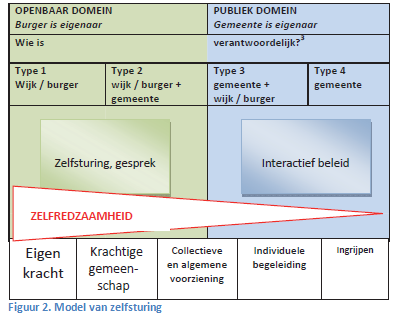 OPENBAAR DOMEIN
Burger is eigenaar
PUBLIEK DOMEIN
Gemeente is eigenaar
Wie is
verantwoordelijk?³
Type 1
Wijk / burger
Type 2
wijk / burger +
gemeente
Type 3
gemeente +
wijk / burger
Type 4
gemeente
Zelfsturing, gesprek
Interactief beleid
ZELFREDZAAMHEID
Eigen
kracht
Krachtige
gemeen-
schap
Collectieve
en algemene
voorziening
Individuele
begeleiding
Ingrijpen
Figuur 2. Model van zelfsturing